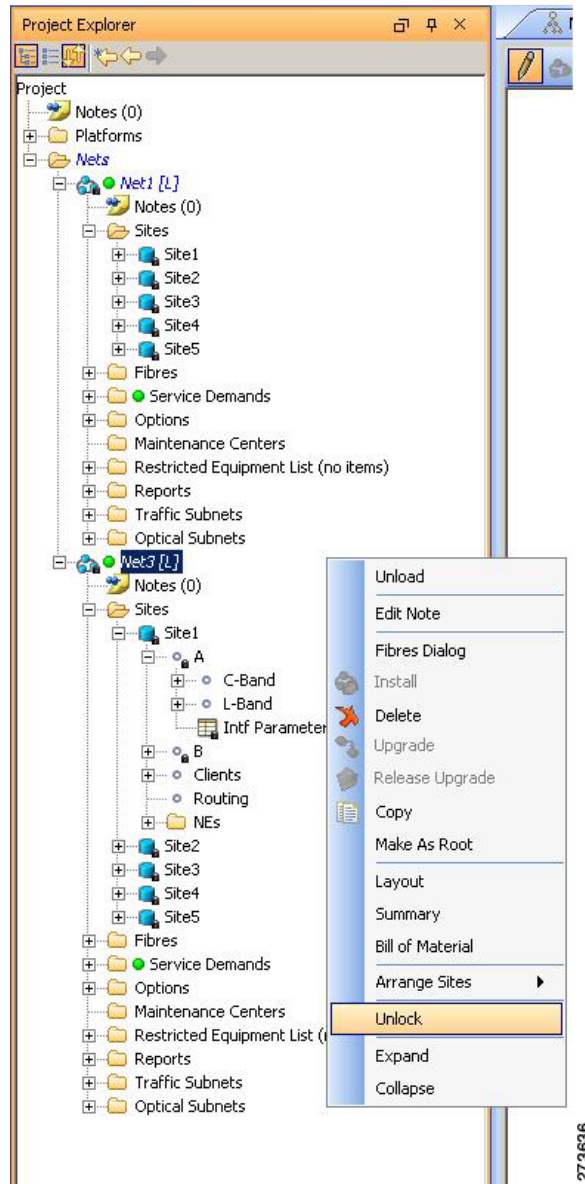 Project Explorer
Project
Notes (0)
Platforms
Nets
Net1 [L]
Notes (0)
Sites
Site1
Site2
Site3
Site4
Site5
Fibres
Service Demands
Options
Maintenance Centers
Restricted Equipment List (no items)
Reports
Traffic Subnets
Optical Subnets
Net3 [L]
Notes (0)
Sites
Site1
A
C-Band
L-Band
Intf Parameter
B
Clients
Routing
NEs
Site2
Site3
Site4
Site5
Fibres
Service Demands
Options
Maintenance Centers
Restricted Equipment List (
Reports
Traffic Subnets
Optical Subnets
Unload
Edit Note
Fibres Dialog
Install
Delete
Upgrade
Release Upgrade
Copy
Make As Root
Layout
Summary
Bill of Material
Arrange Sites
Unlock
Expand
Collapse
273636